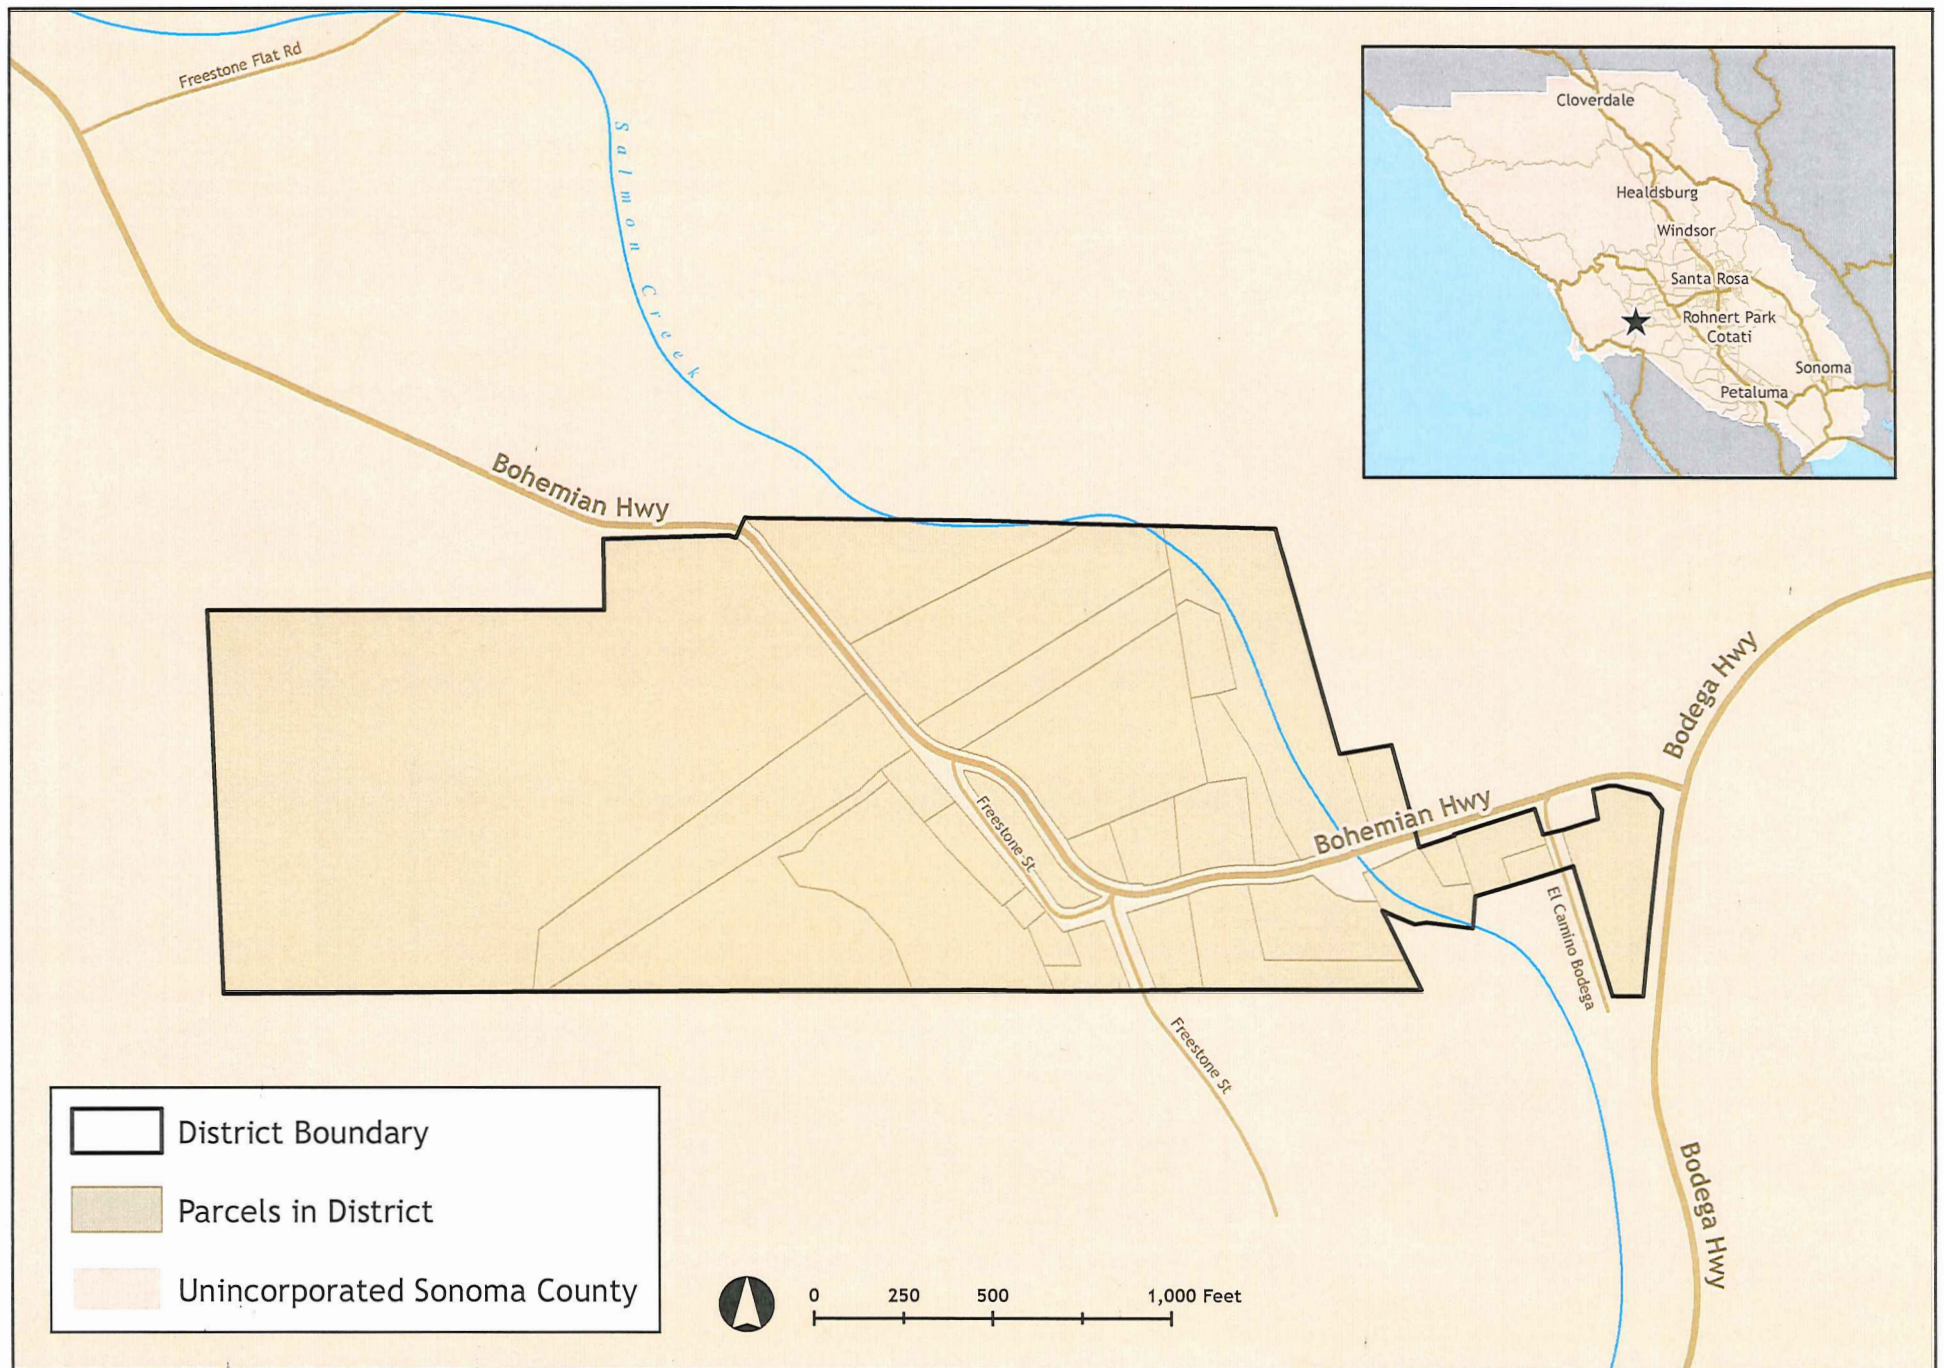 Freestone Flat Rd
Salmon Creek
Cloverdale
Healdsburg
Windsor
Santa Rosa
Rohnert Park
Cotati
Sonoma
Petaluma
Bohemian Hwy
Bodega Hwy
Freestone St
Bohemian Hwy
El Camino Bodega
Freestone St
Bodega Hwy
District Boundary
Parcels in District
Unincorporated Sonoma County
0 250 500 1,000 Feet